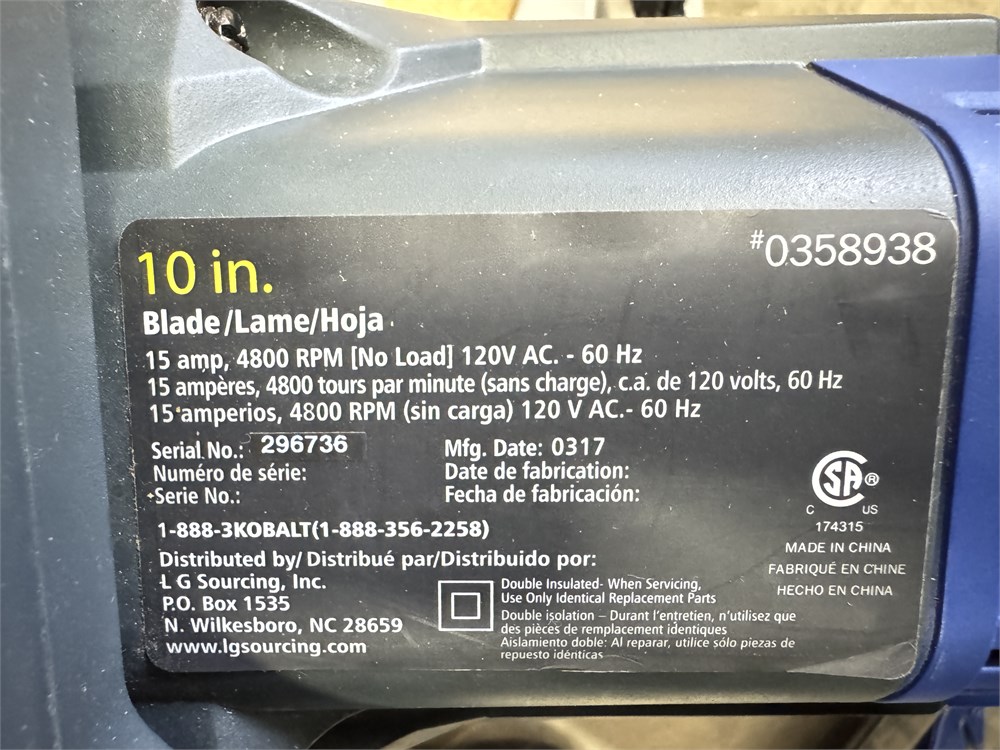 10 in.
#0358938
Blade/Lame/Hoja
15 amp, 4800 RPM [No Load] 120V AC. - 60 Hz
15 ampères, 4800 tours par minute (sans charge), c.a. de 120 volts, 60 Hz
15 amperios, 4800 RPM (sin carga) 120 V AC.- 60 Hz
Serial No.: 296736
Numéro de série:
Serie No.:
Mfg. Date: 0317
Date de fabrication:
Fecha de fabricación:
1-888-3KOBALT(1-888-356-2258)
Distributed by/ Distribué par/Distribuido por:
L G Sourcing, Inc.
P.O. Box 1535
N. Wilkesboro, NC 28659
www.lgsourcing.com
Double Insulated- When Servicing,
Use Only Identical Replacement Parts
Double isolation – Durant l'entretien, n'utilisez que
des pièces de remplacement identiques
Aislamiento doble: Al reparar, utilice sólo piezas de
repuesto idénticas
SA ®
C US
174315
MADE IN CHINA
FABRIQUÉ EN CHINE
HECHO EN CHINA